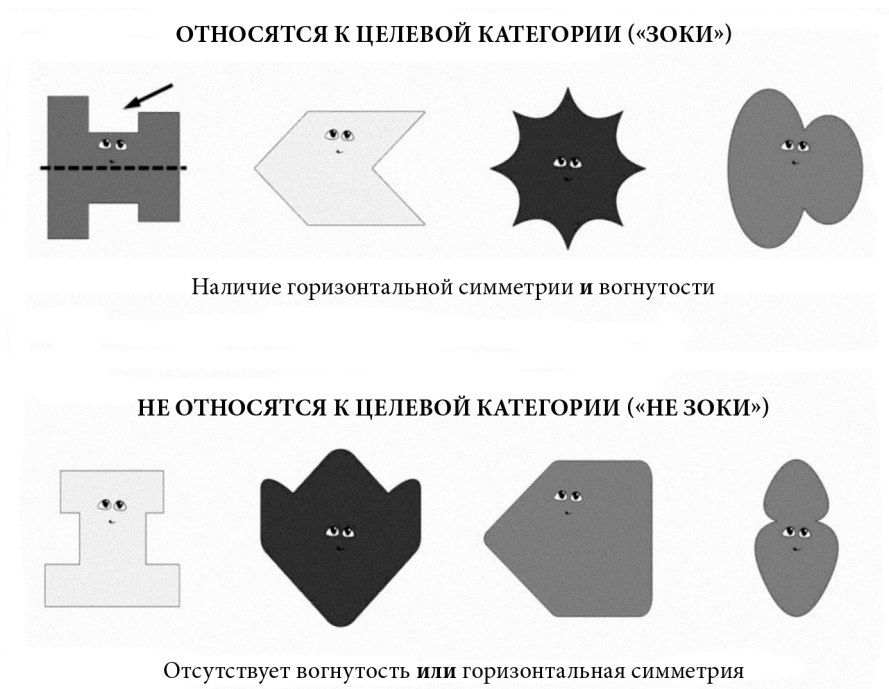 ОТНОСЯТСЯ К ЦЕЛЕВОЙ КАТЕГОРИИ («ЗОКИ»)
Наличие горизонтальной симметрии и вогнутости
НЕ ОТНОСЯТСЯ К ЦЕЛЕВОЙ КАТЕГОРИИ («НЕ ЗОКИ»)
Отсутствует вогнутость или горизонтальная симметрия